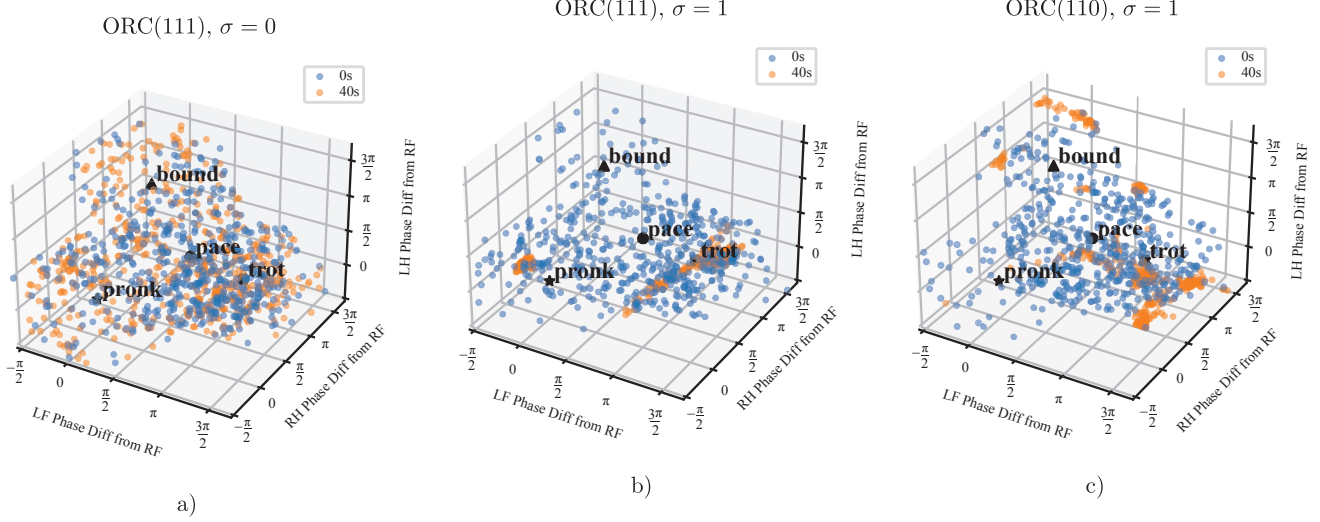 ORC(111), σ = 0
0s
40s
bound
pace
trot
pronk
3π/2
π
π/2
0
LH Phase Diff from RF
−π/2
0
π/2
π
3π/2
LF Phase Diff from RF
−π/2
0
π/2
π
3π/2
RH Phase Diff from RF
a)
ORC(111), σ = 1
0s
40s
bound
pace
trot
pronk
3π/2
π
π/2
0
LH Phase Diff from RF
−π/2
0
π/2
π
3π/2
LF Phase Diff from RF
−π/2
0
π/2
π
3π/2
RH Phase Diff from RF
b)
ORC(110), σ = 1
0s
40s
bound
pace
trot
pronk
3π/2
π
π/2
0
LH Phase Diff from RF
−π/2
0
π/2
π
3π/2
LF Phase Diff from RF
−π/2
0
π/2
π
3π/2
RH Phase Diff from RF
c)